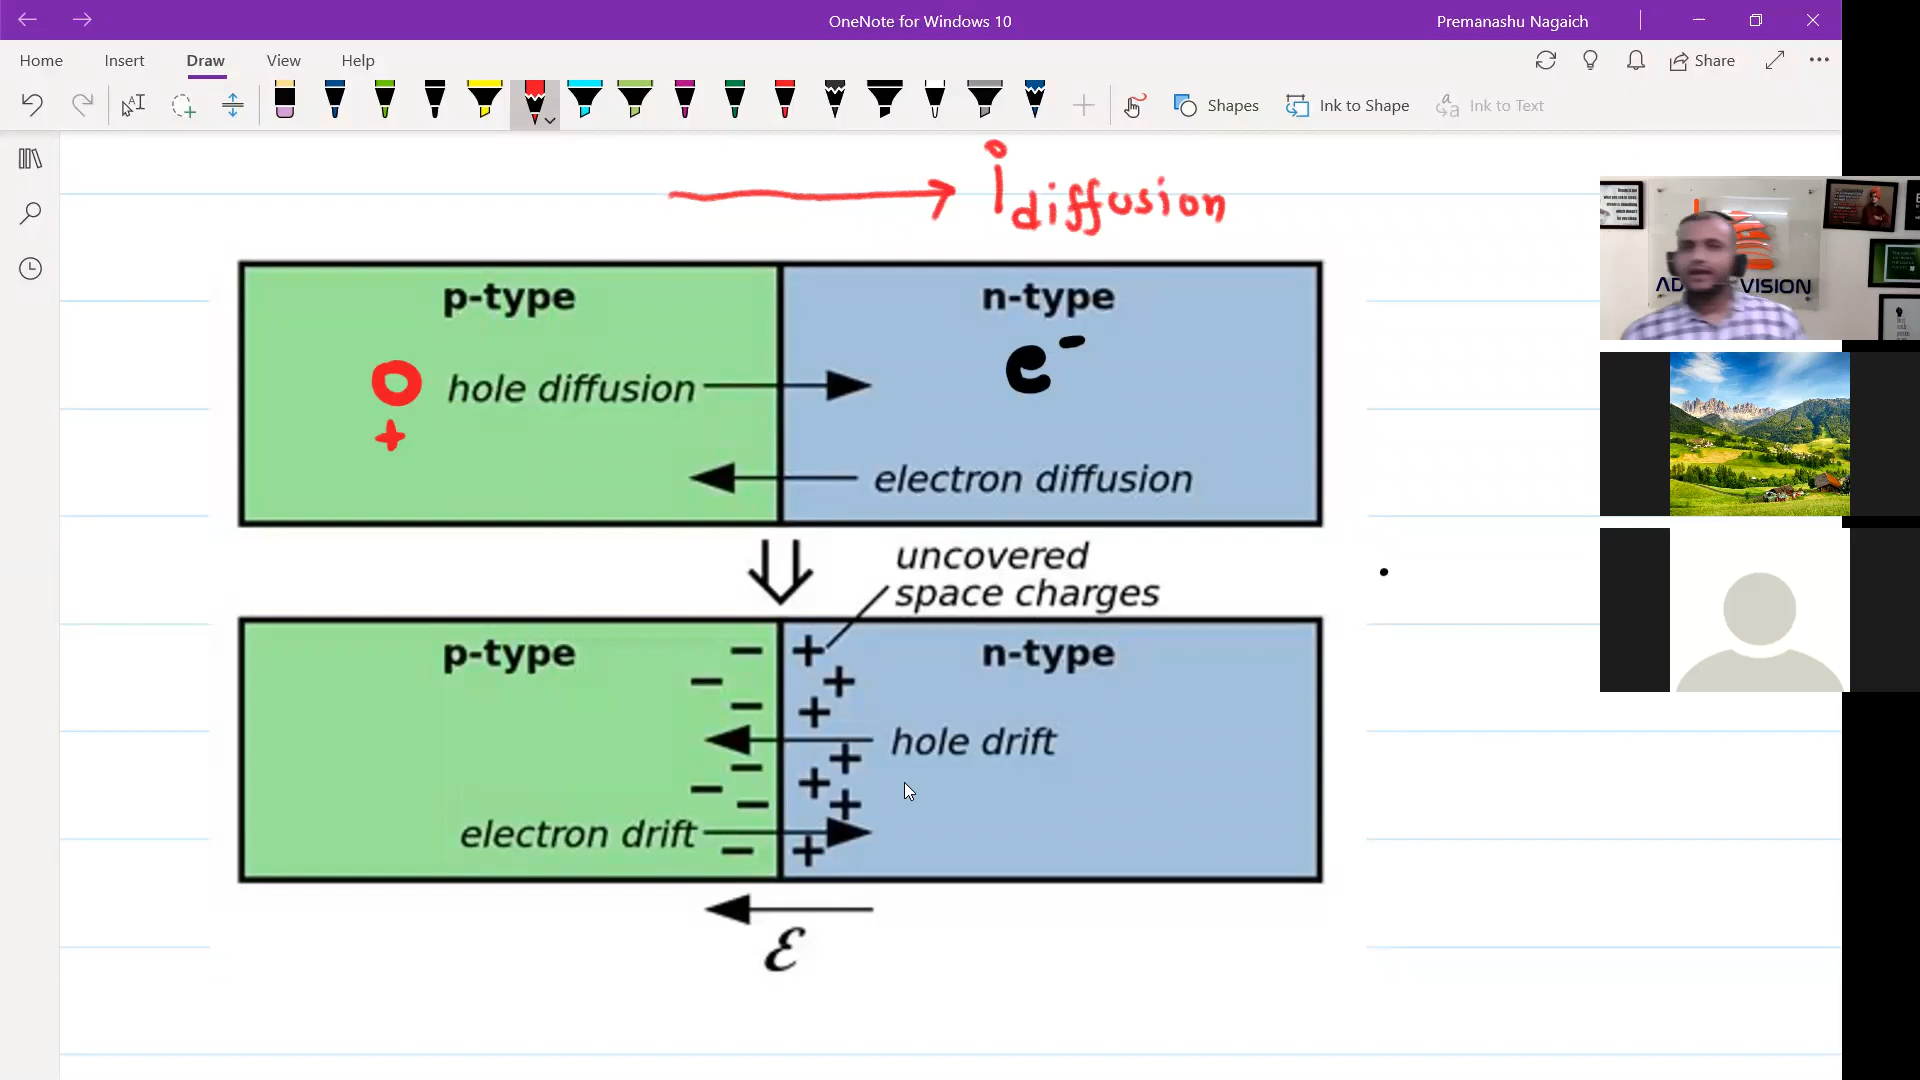 OneNote for Windows 10
Premanashu Nagaich
Home Insert Draw View Help
Share
Shapes
Ink to Shape
Ink to Text
i diffusion
p-type n-type
e-
o hole diffusion
+
electron diffusion
uncovered
space charges
p-type n-type
hole drift
electron drift
ℰ
VISION